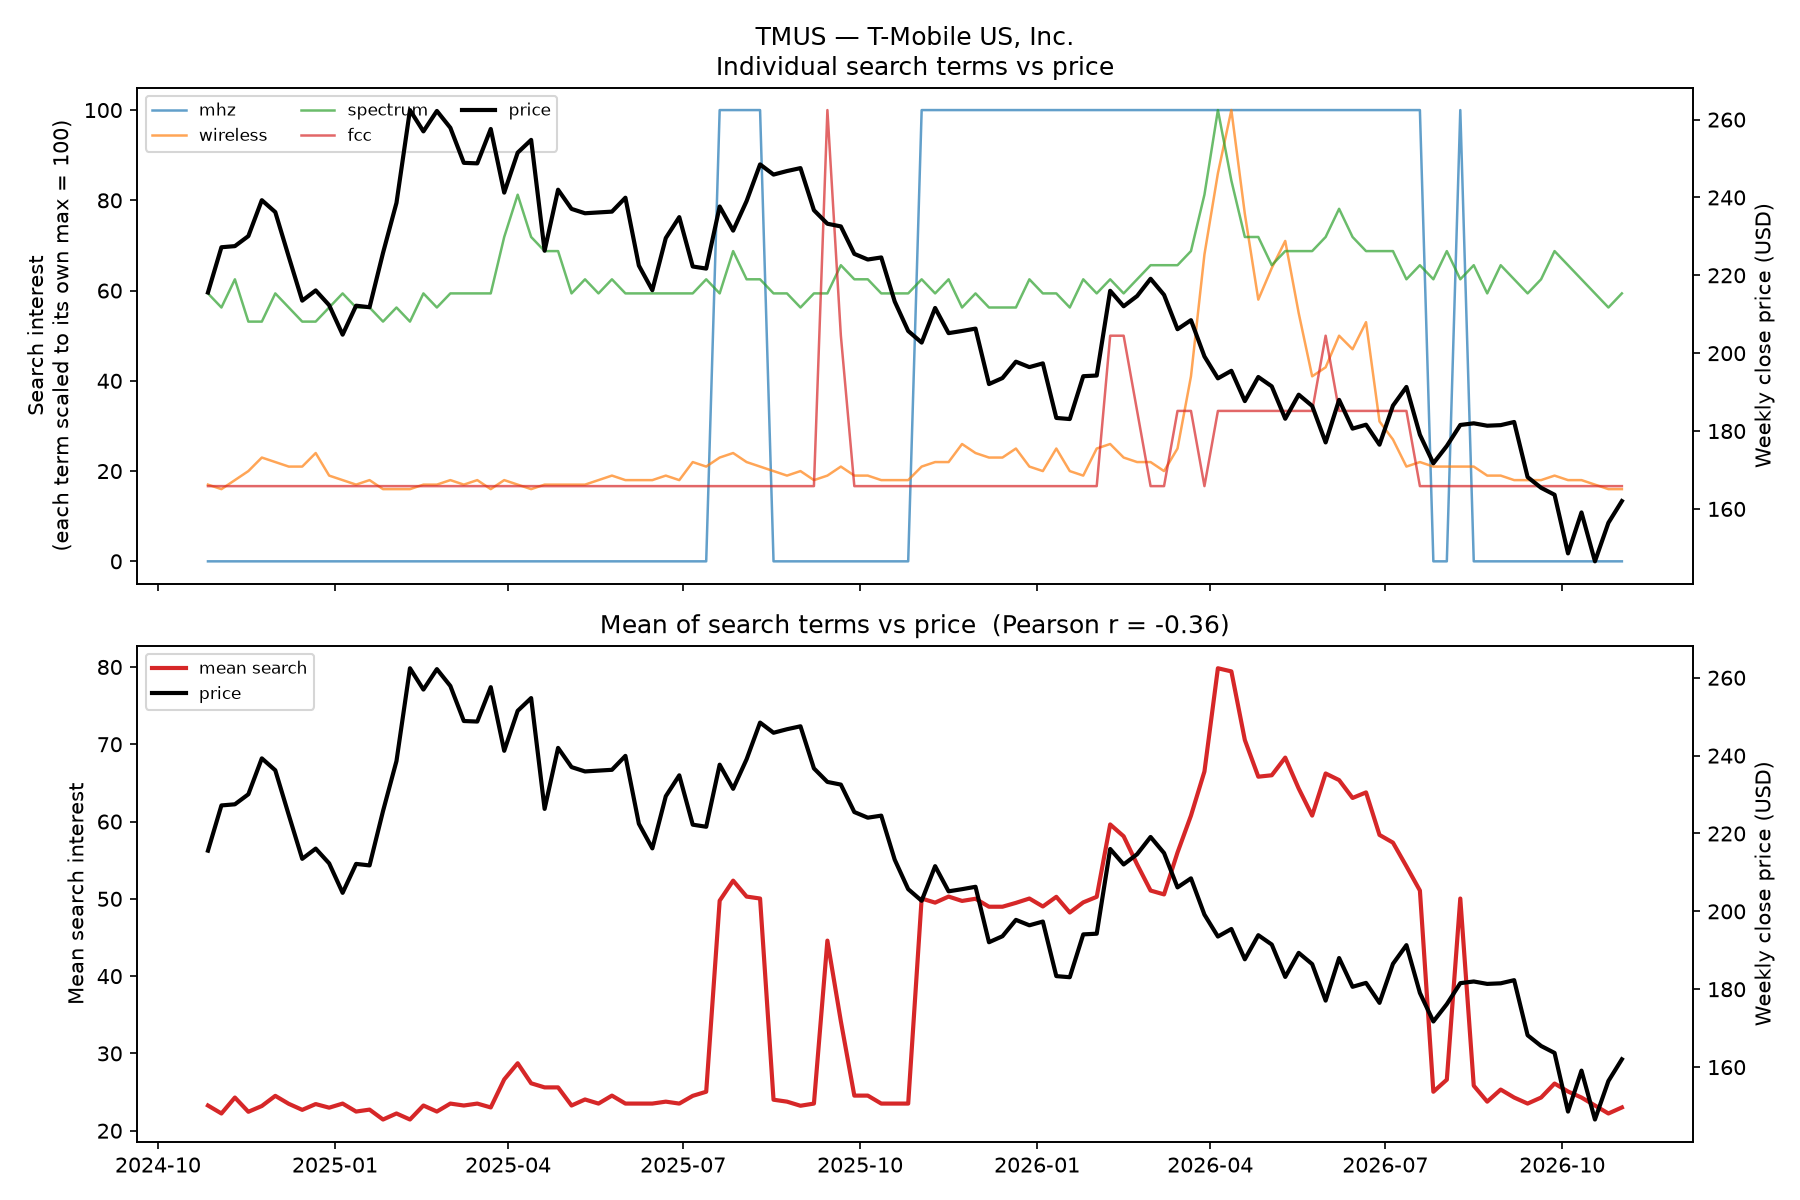 TMUS — T-Mobile US, Inc.
Individual search terms vs price
mhz
wireless
spectrum
fcc
price
Search interest
(each term scaled to its own max = 100)
100
80
60
40
20
0
260
240
220
200
180
160
Weekly close price (USD)
Mean of search terms vs price (Pearson r = -0.36)
mean search
price
Mean search interest
80
70
60
50
40
30
20
260
240
220
200
180
160
Weekly close price (USD)
2024-10
2025-01
2025-04
2025-07
2025-10
2026-01
2026-04
2026-07
2026-10